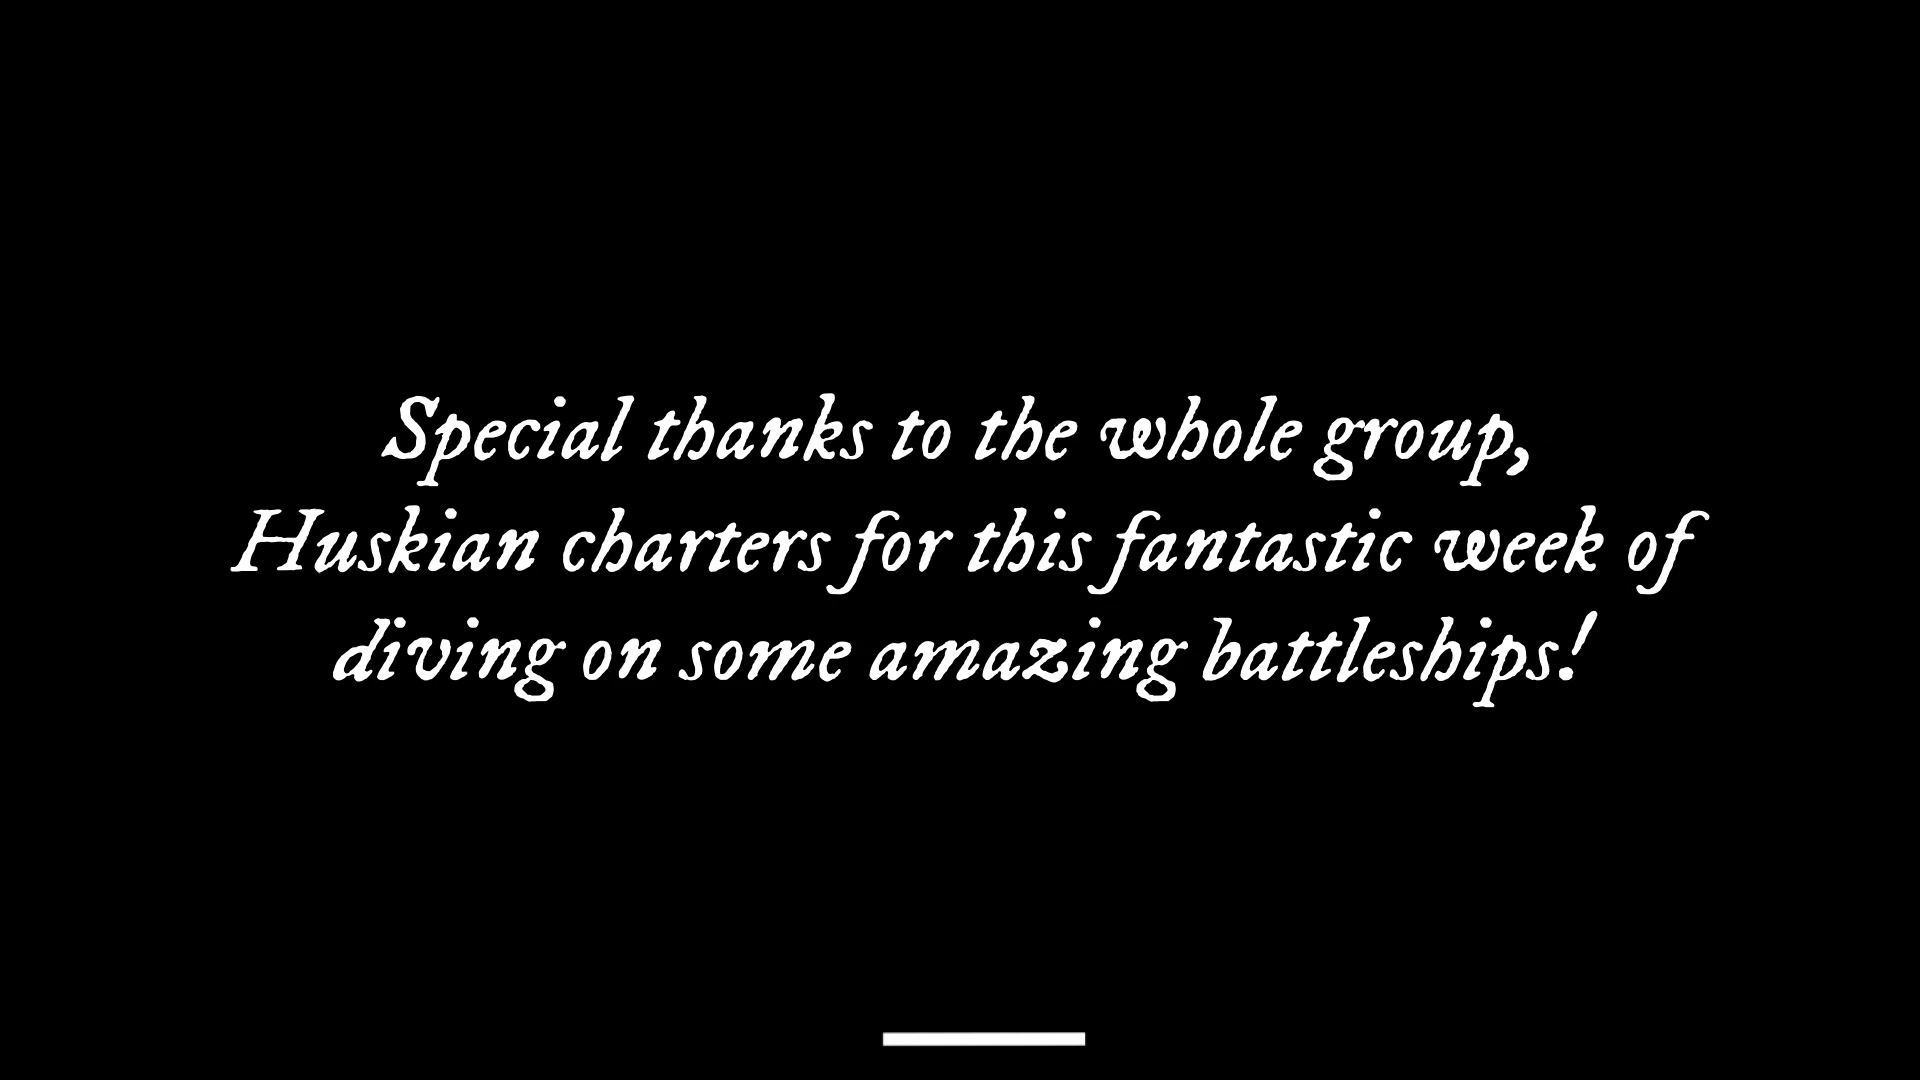 Special thanks to the whole group,
Huskian charters for this fantastic week of
diving on some amazing battleships!